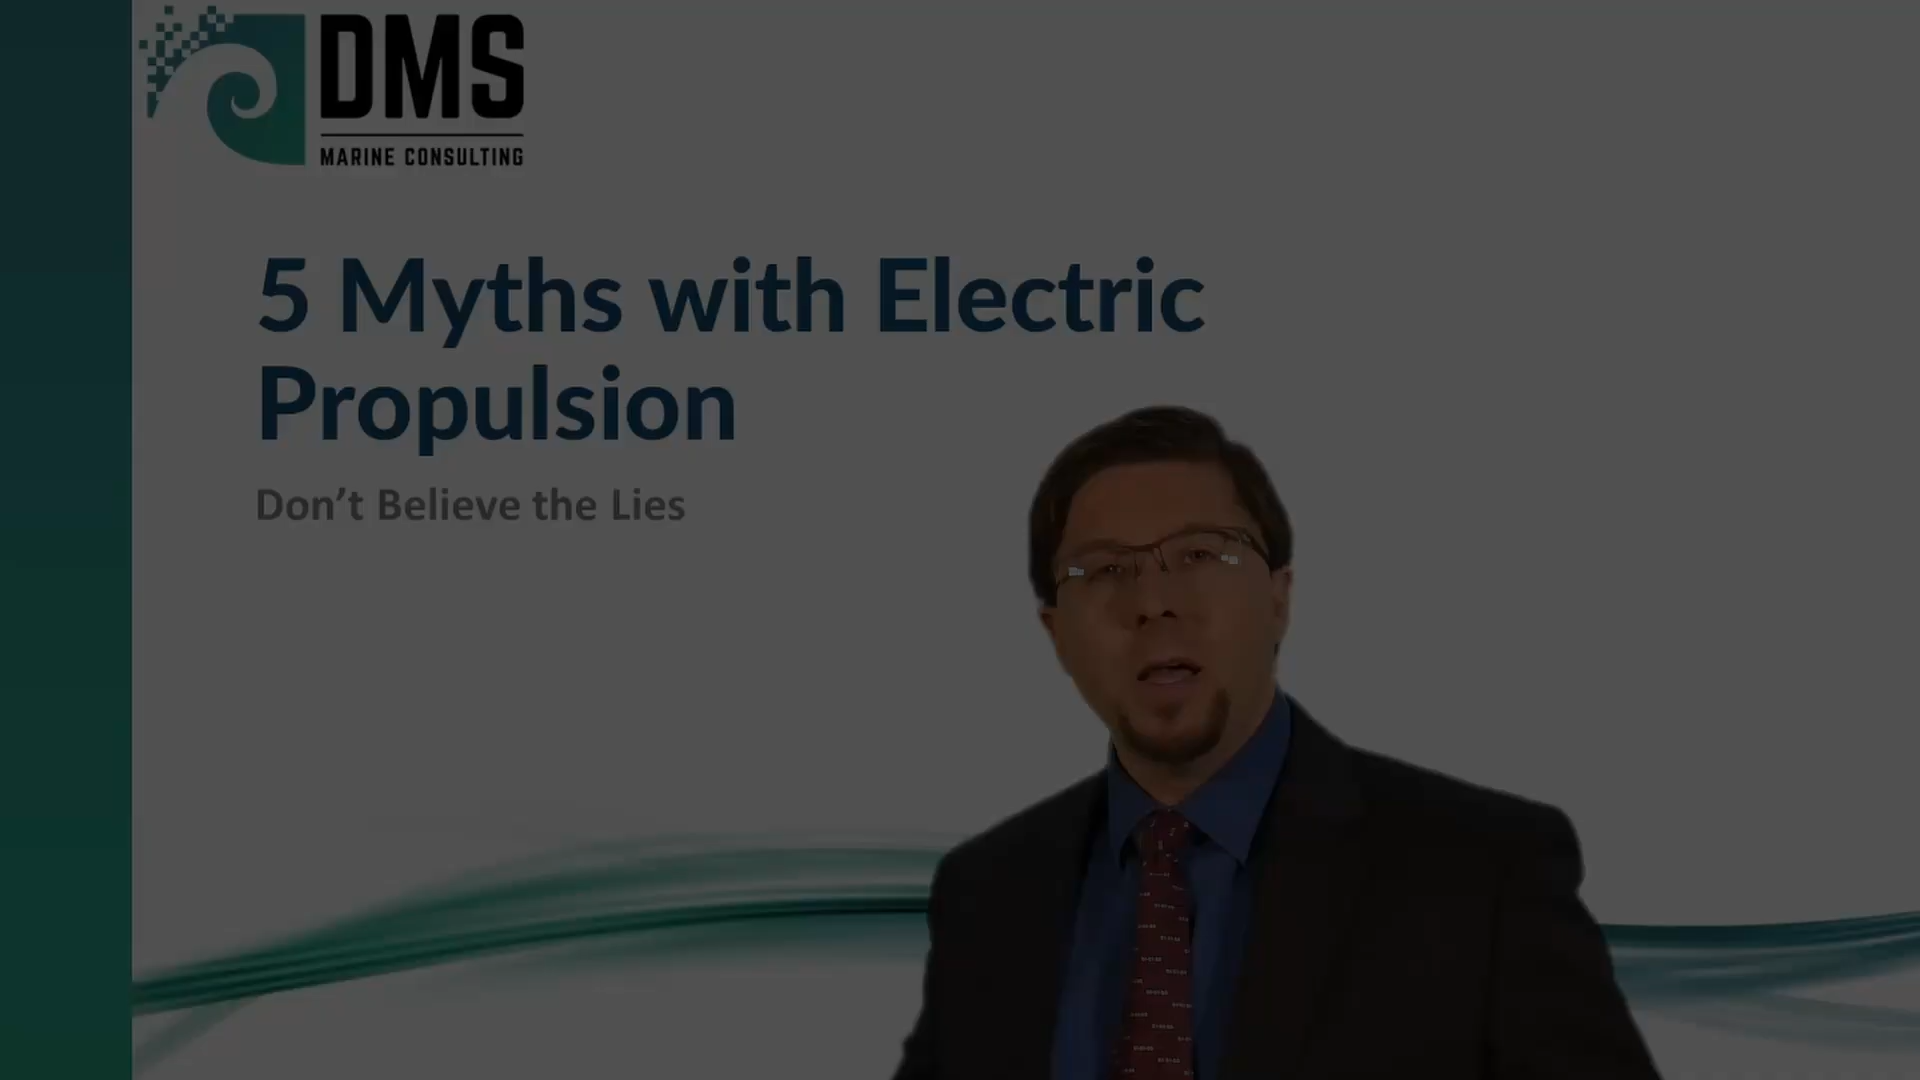 DMS
MARINE CONSULTING
5 Myths with Electric
Propulsion
Don’t Believe the Lies